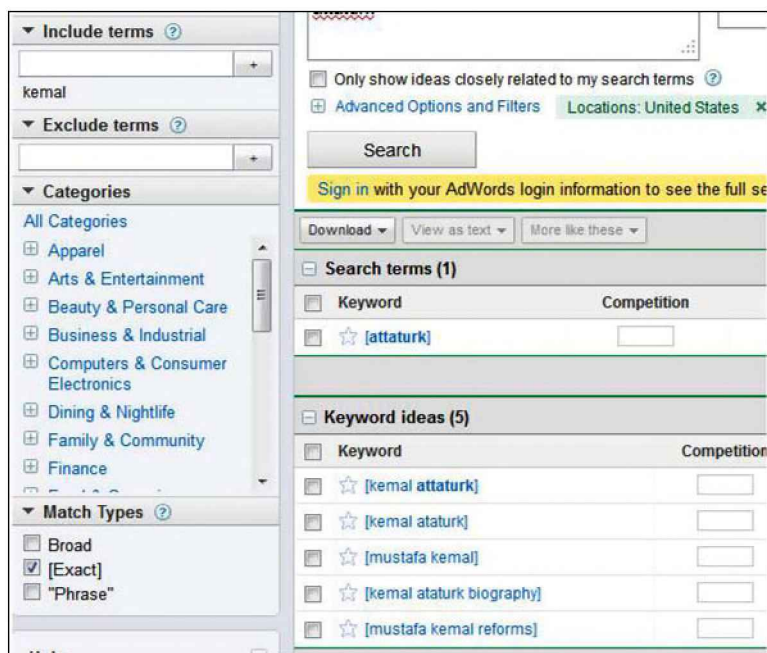 Include terms
+
kemal
Exclude terms
+
Categories
All Categories
Apparel
Arts & Entertainment
Beauty & Personal Care
Business & Industrial
Computers & Consumer
Electronics
Dining & Nightlife
Family & Community
Finance
Match Types
Broad
[Exact]
"Phrase"
Only show ideas closely related to my search terms
Advanced Options and Filters Locations: United States ×
Search
Sign in with your AdWords login information to see the full se
Download View as text More like these
Search terms (1)
Keyword Competition
[attaturk]
Keyword ideas (5)
Keyword Competition
[kemal attaturk]
[kemal ataturk]
[mustafa kemal]
[kemal ataturk biography]
[mustafa kemal reforms]